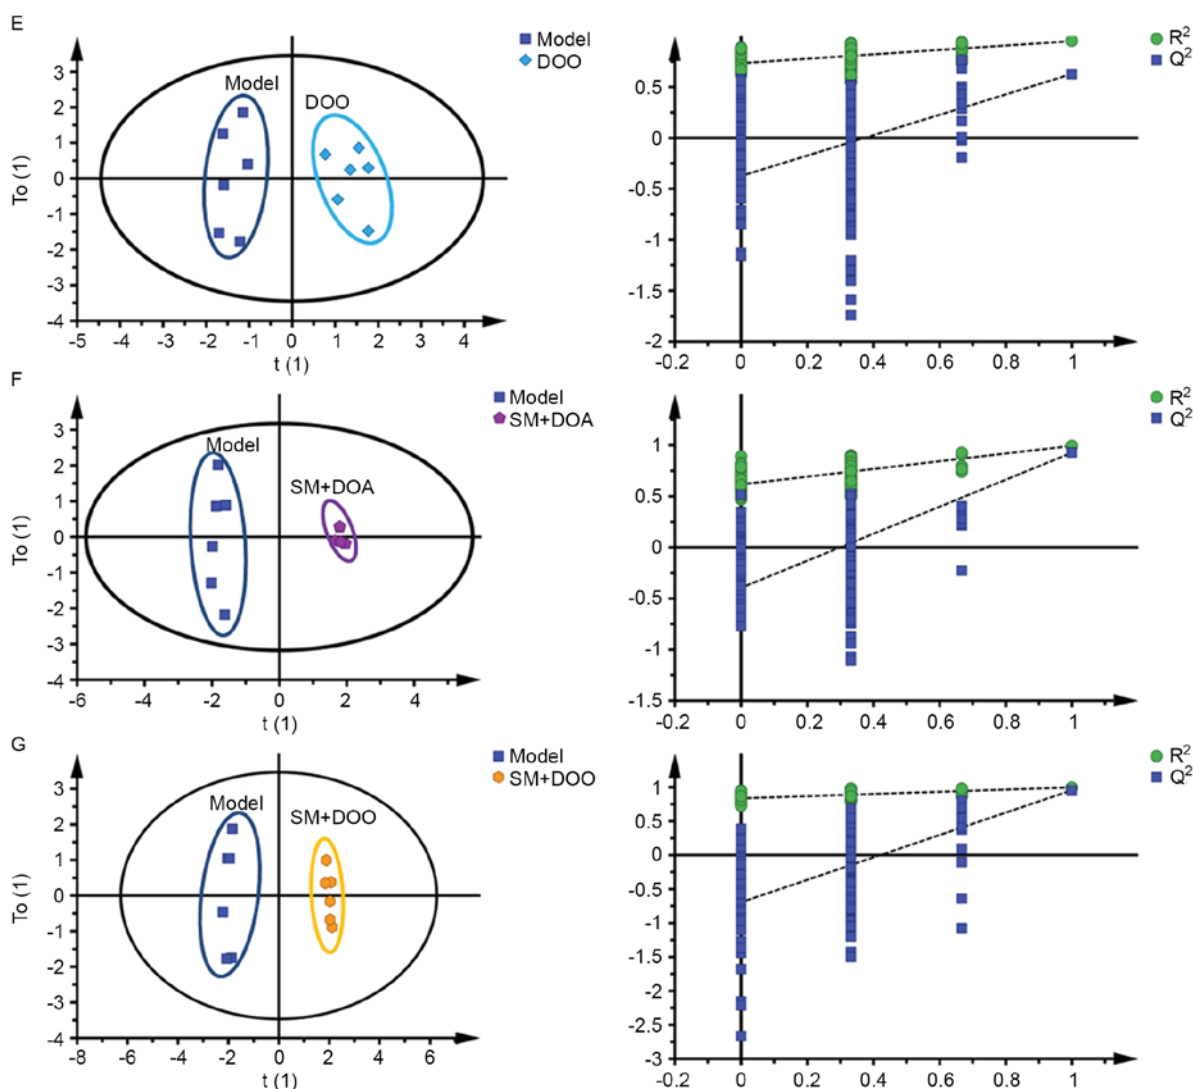 E
Model
DOO
Model
DOO
To (1)
3
2
1
0
-1
-2
-3
-4
-5 -4 -3 -2 -1 0 1 2 3 4
t (1)
R²
Q²
0.5
0
-0.5
-1
-1.5
-2
-0.2 0 0.2 0.4 0.6 0.8 1
F
Model
SM+DOA
Model
SM+DOA
To (1)
3
2
1
0
-1
-2
-3
-4
-6 -4 -2 0 2 4
t (1)
R²
Q²
1
0.5
0
-0.5
-1
-1.5
-0.2 0 0.2 0.4 0.6 0.8 1
G
Model
SM+DOO
Model
SM+DOO
To (1)
3
2
1
0
-1
-2
-3
-4
-8 -6 -4 -2 0 2 4 6
t (1)
R²
Q²
1
0.5
0
-0.5
-1
-1.5
-2
-2.5
-3
-0.2 0 0.2 0.4 0.6 0.8 1